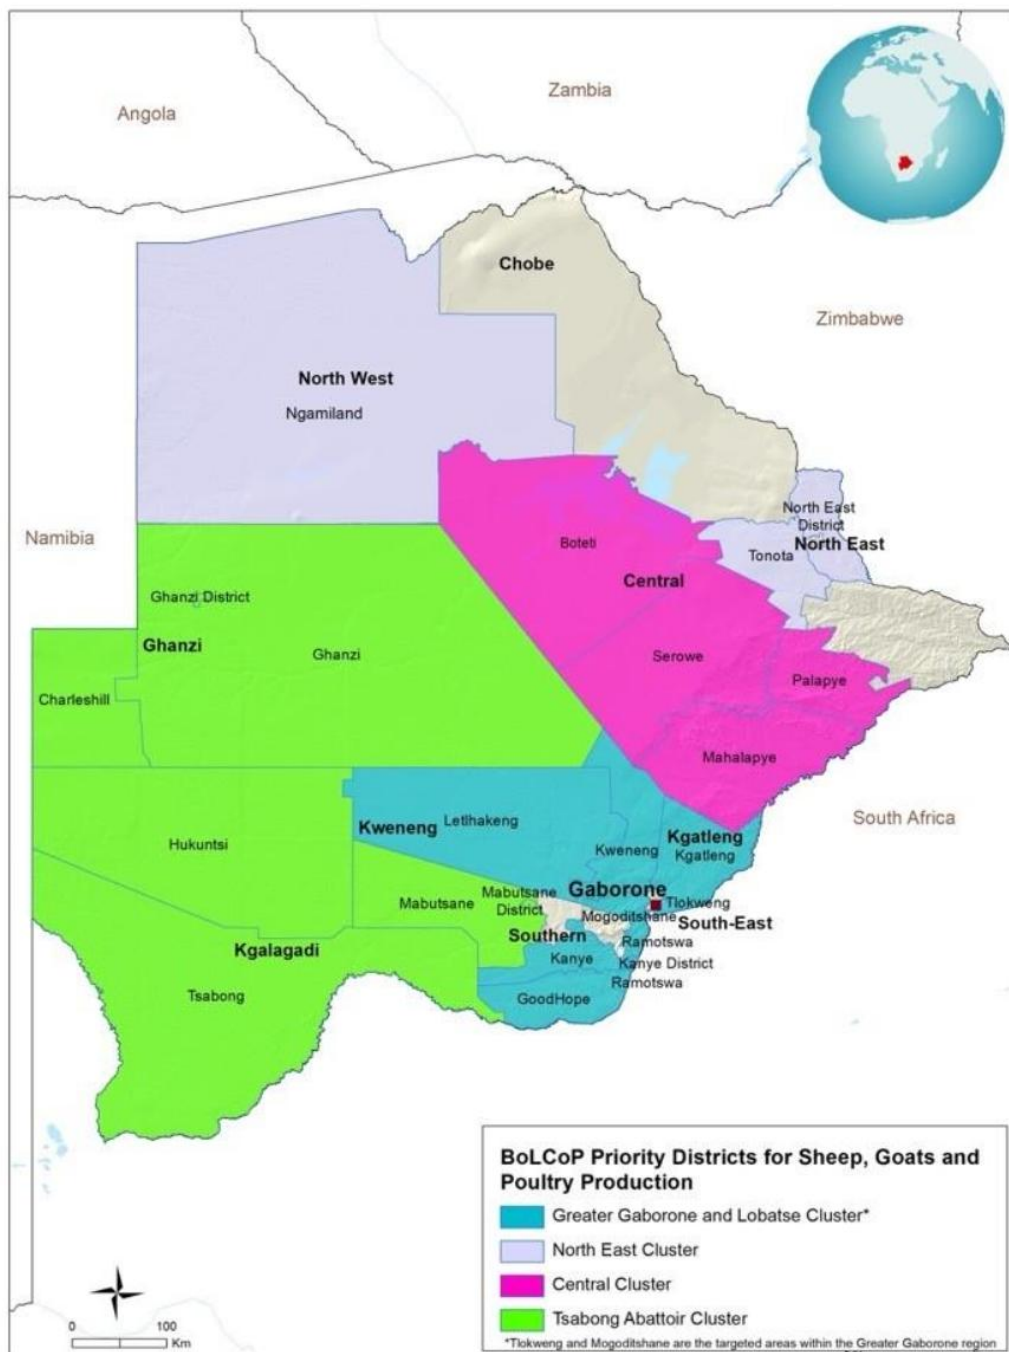 Zambia
Angola
Chobe
Zimbabwe
North West
Ngamiland
North East
District
North East
Namibia
Boteti
Tonota
Central
Ghanzi District
Ghanzi
Ghanzi
Serowe
Palapye
Charleshill
Mahalapye
South Africa
Kweneng
Letlhakeng
Kgatleng
Kgatleng
Hukuntsi
Kweneng
Gaborone
Mabutsane
Mabutsane
District
Tlokweng
Mogoditshane
South-East
Southern
Ramotswa
Kgalagadi
Kanye
Kanye District
Ramotswa
Tsabong
GoodHope
BoLCoP Priority Districts for Sheep, Goats and
Poultry Production
Greater Gaborone and Lobatse Cluster*
North East Cluster
Central Cluster
Tsabong Abattoir Cluster
*Tlokweng and Mogoditshane are the targeted areas within the Greater Gaborone region
0 100
Km